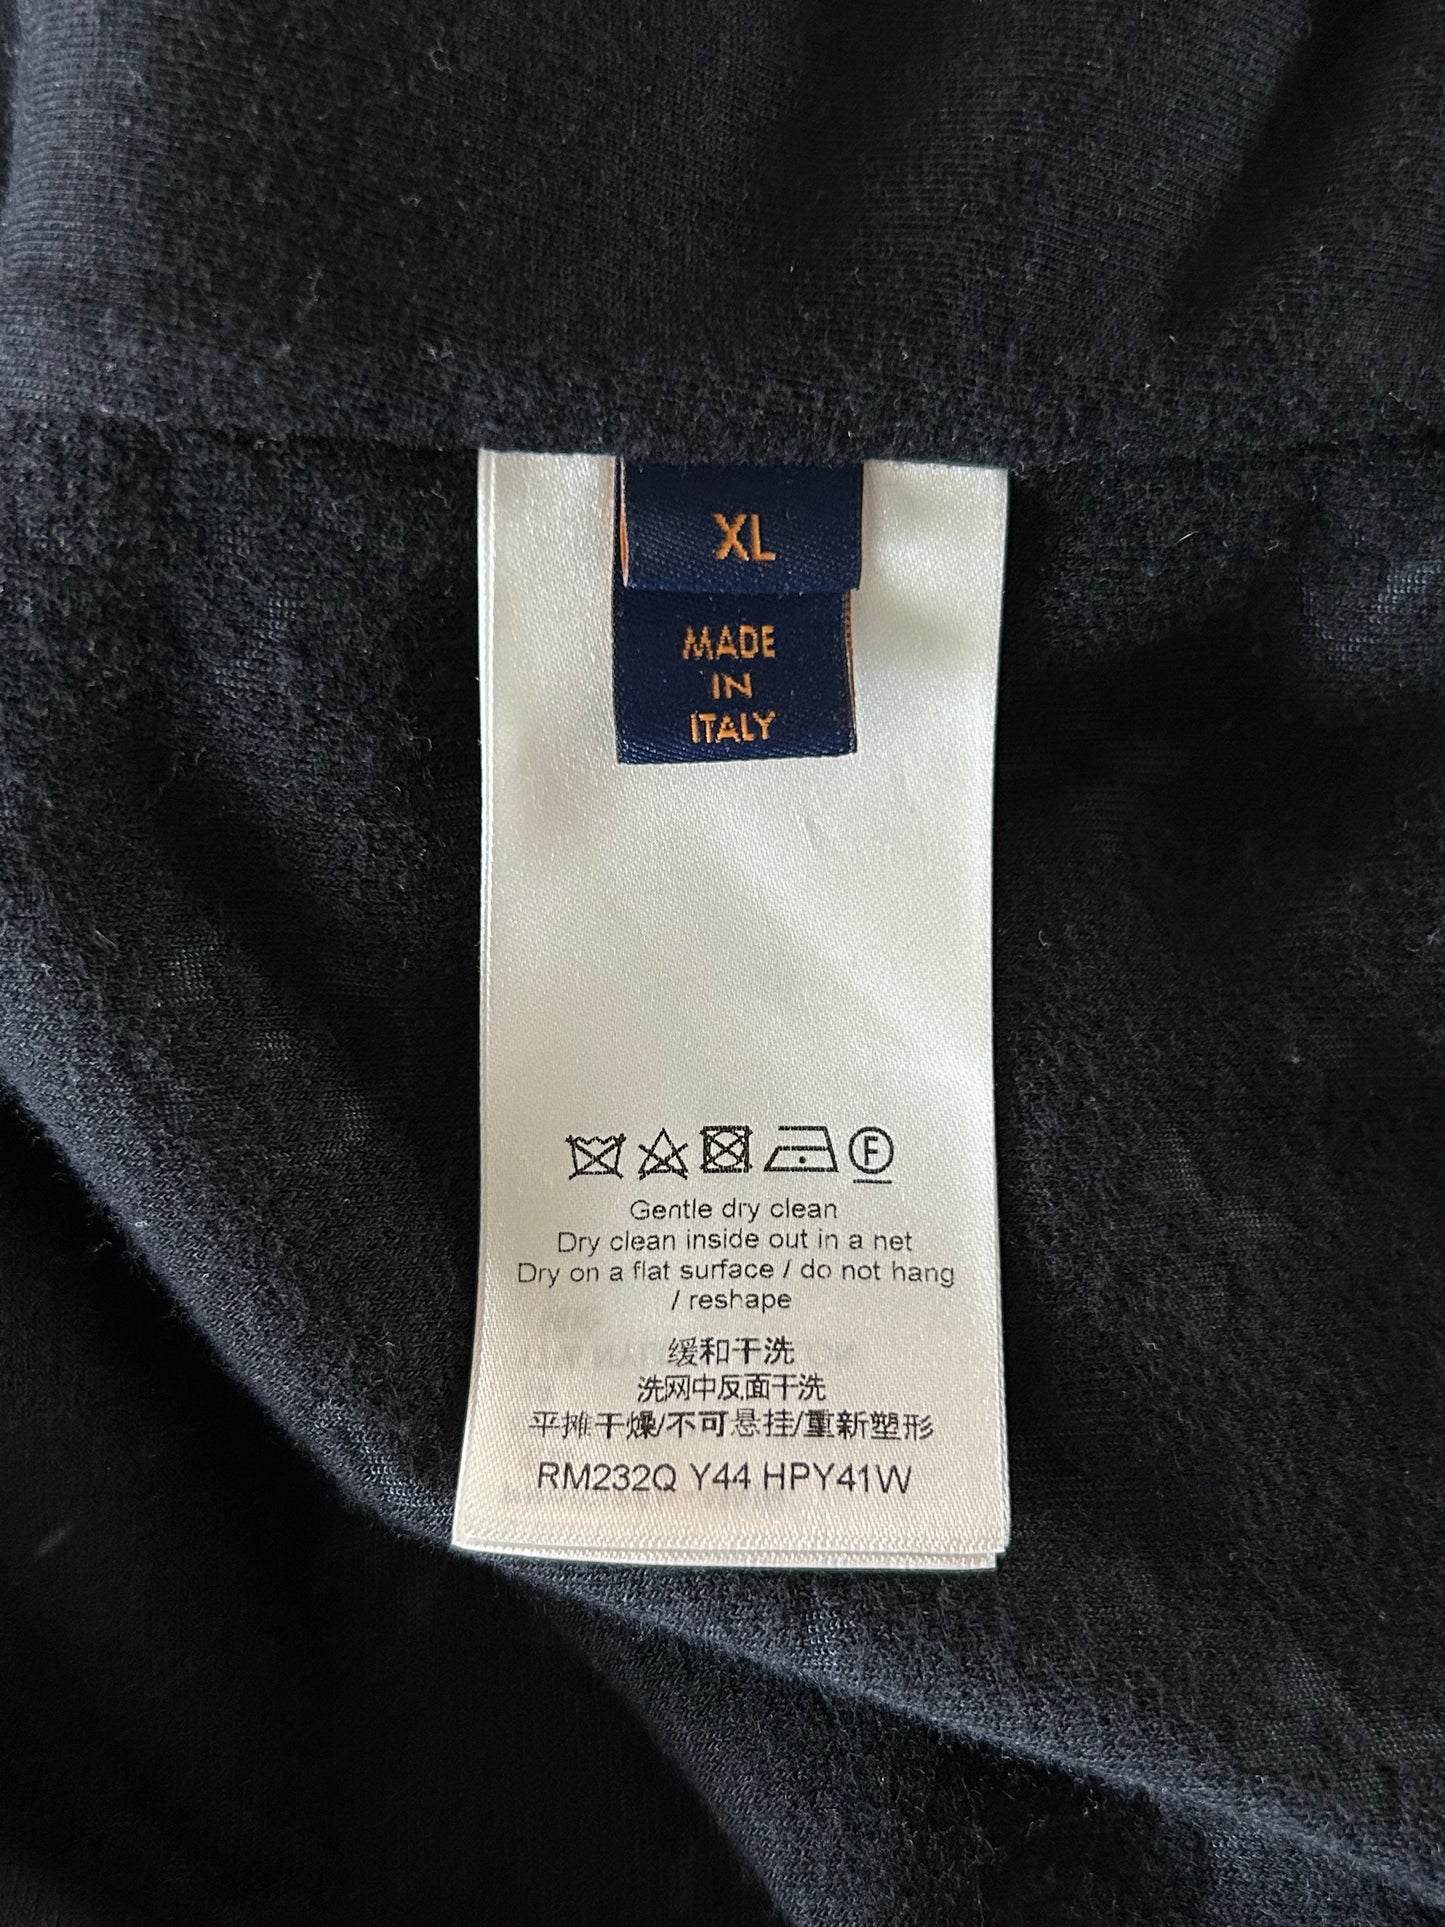 XL
MADE
IN
ITALY
F
Gentle dry clean
Dry clean inside out in a net
Dry on a flat surface / do not hang
/ reshape
缓和干洗
洗网中反面干洗
平摊干燥/不可悬挂/重新塑形
RM232Q Y44 HPY41W